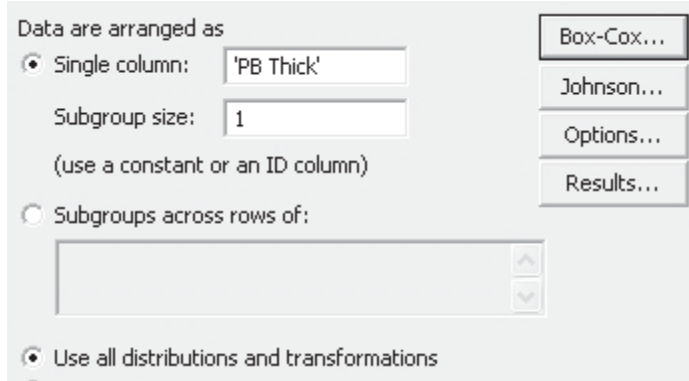 Data are arranged as
Box-Cox...
Single column: 'PB Thick'
Johnson...
Subgroup size: 1
Options...
(use a constant or an ID column)
Results...
Subgroups across rows of:
Use all distributions and transformations